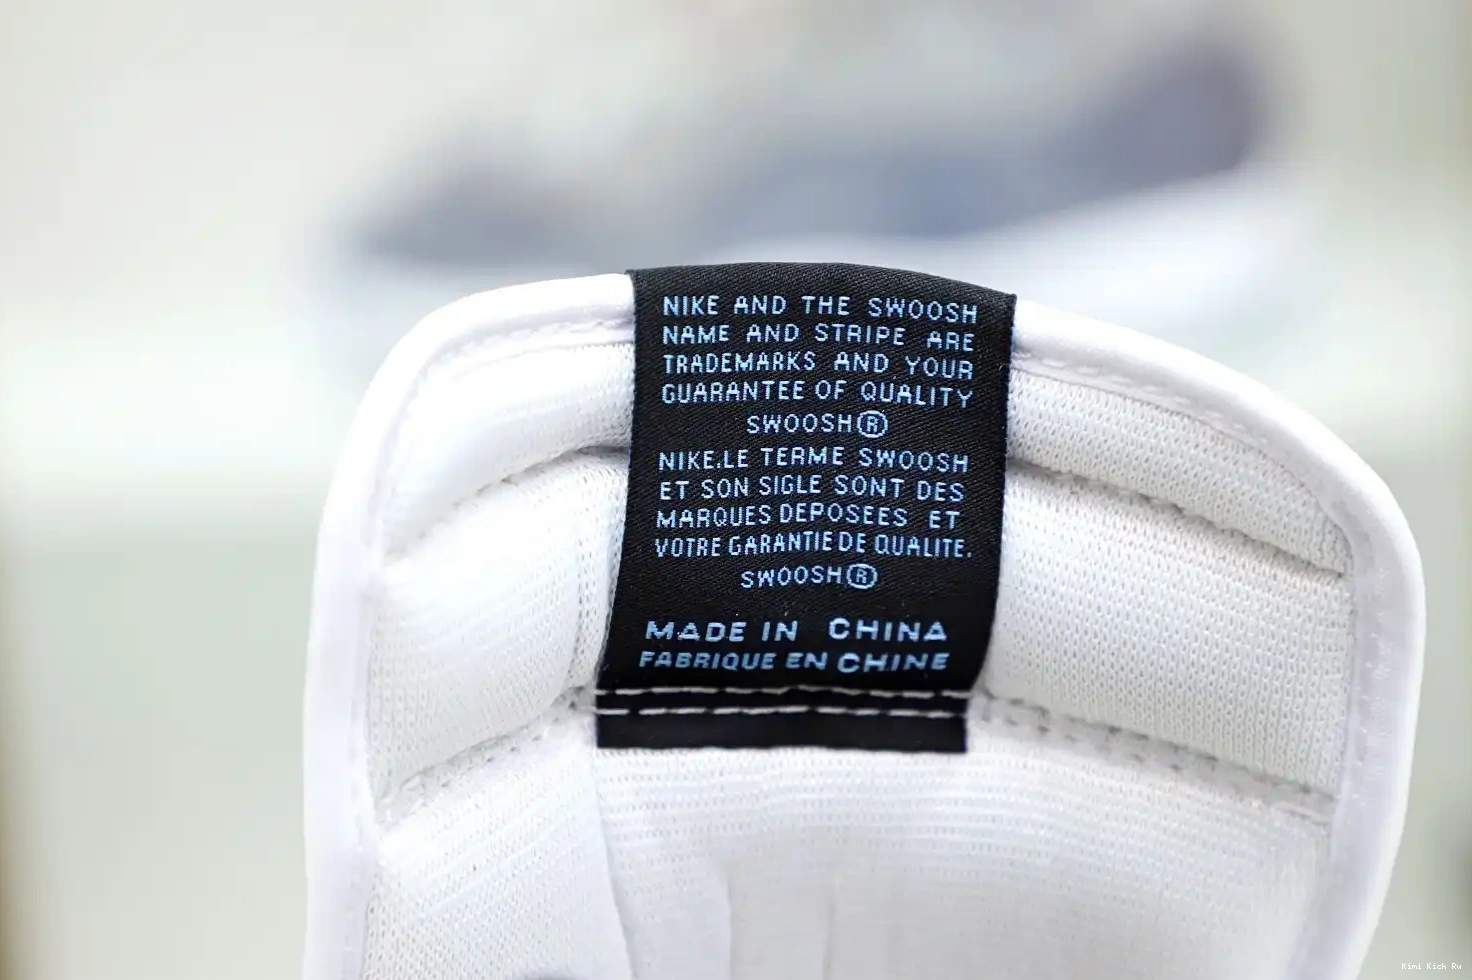 NIKE AND THE SWOOSH
NAME AND STRIPE ARE
TRADEMARKS AND YOUR
GUARANTEE OF QUALITY
SWOOSH®
NIKE.LE TERME SWOOSH
ET SON SIGLE SONT DES
MARQUES DEPOSEES ET
VOTRE GARANTIE DE QUALITE.
SWOOSH®
MADE IN CHINA
FABRIQUE EN CHINE
Kimi Kick Ru